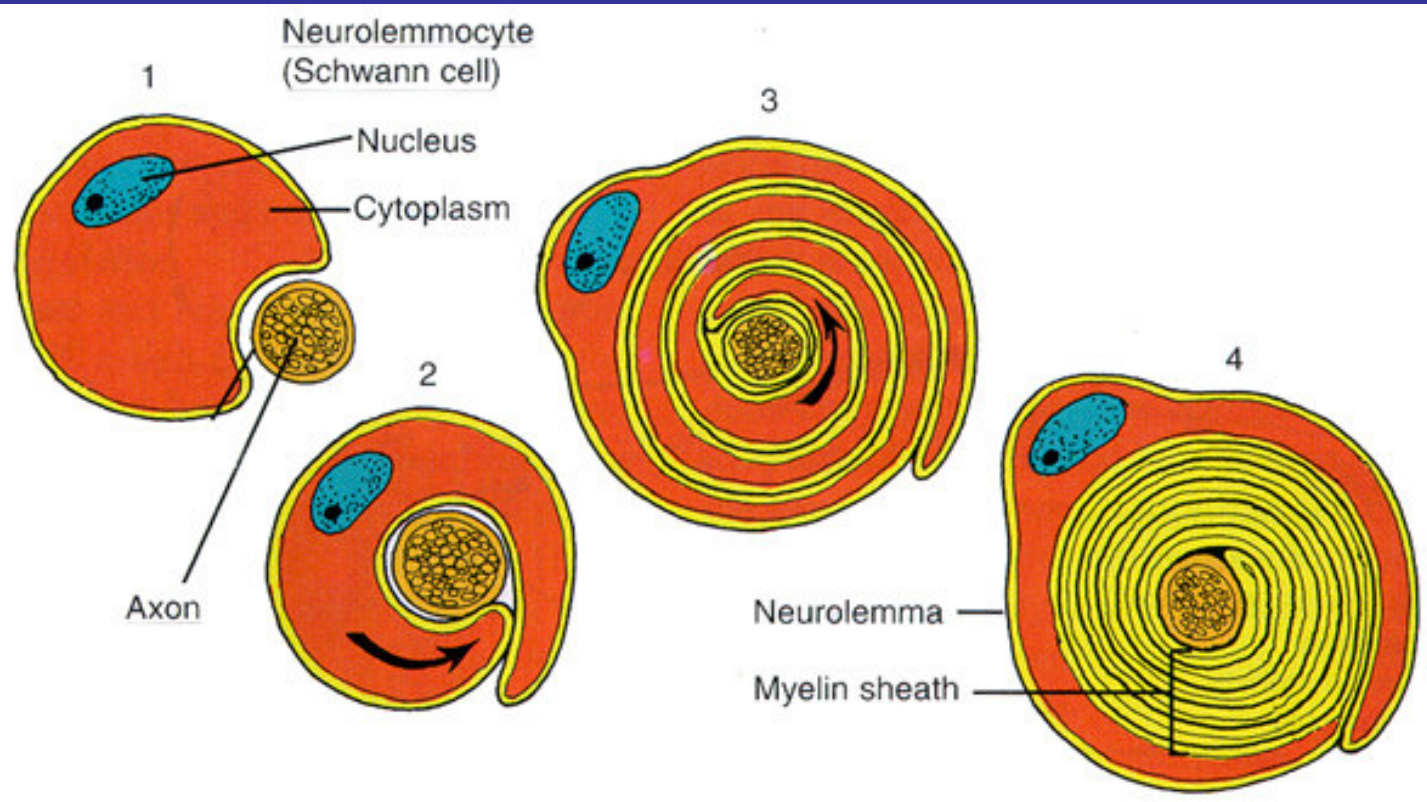 Neurolemmocyte
(Schwann cell)
1
3
Nucleus
Cytoplasm
2
4
Axon
Neurolemma
Myelin sheath